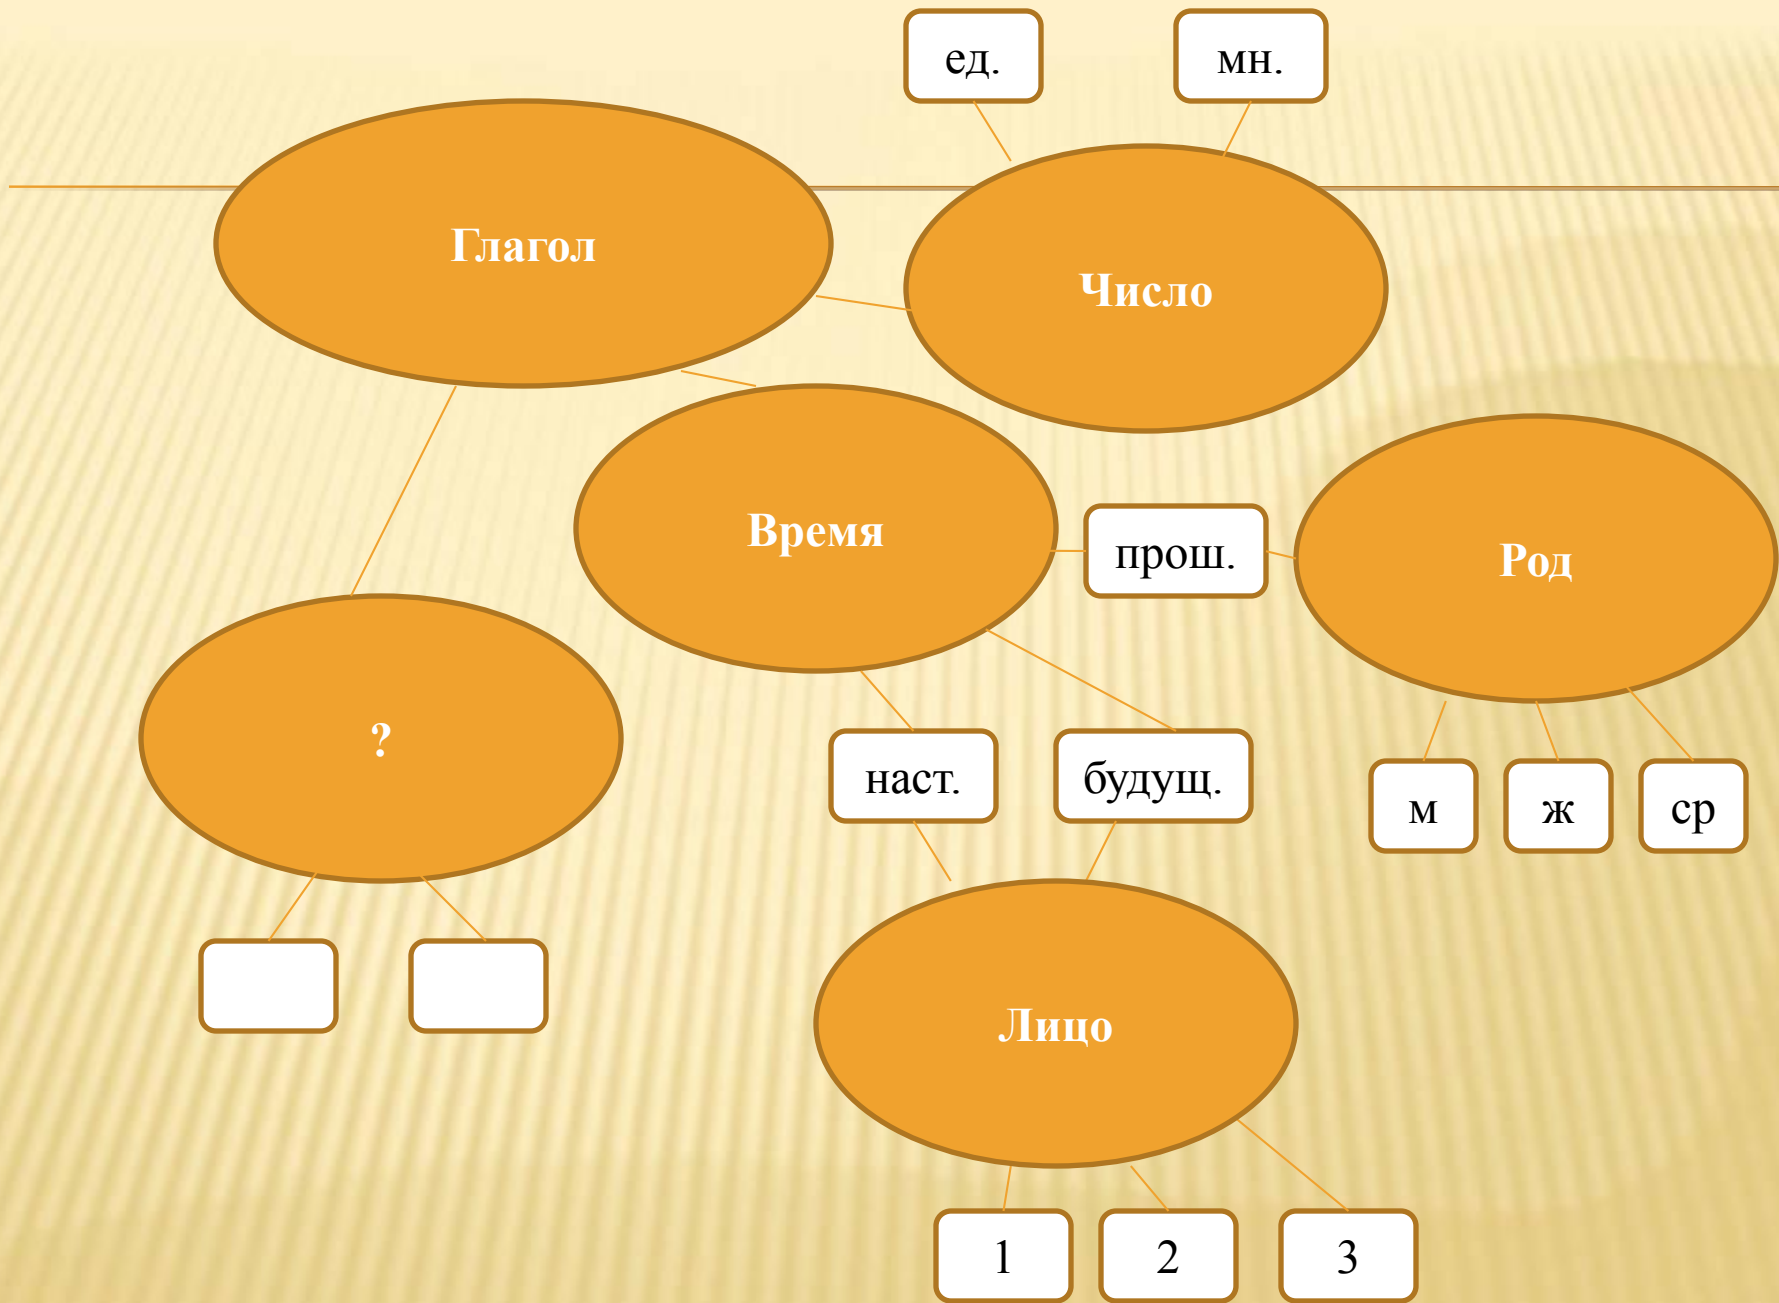 ед.
мн.
Глагол
Число
Время
прош.
Род
?
наст.
будущ.
м
ж
ср
Лицо
1
2
3